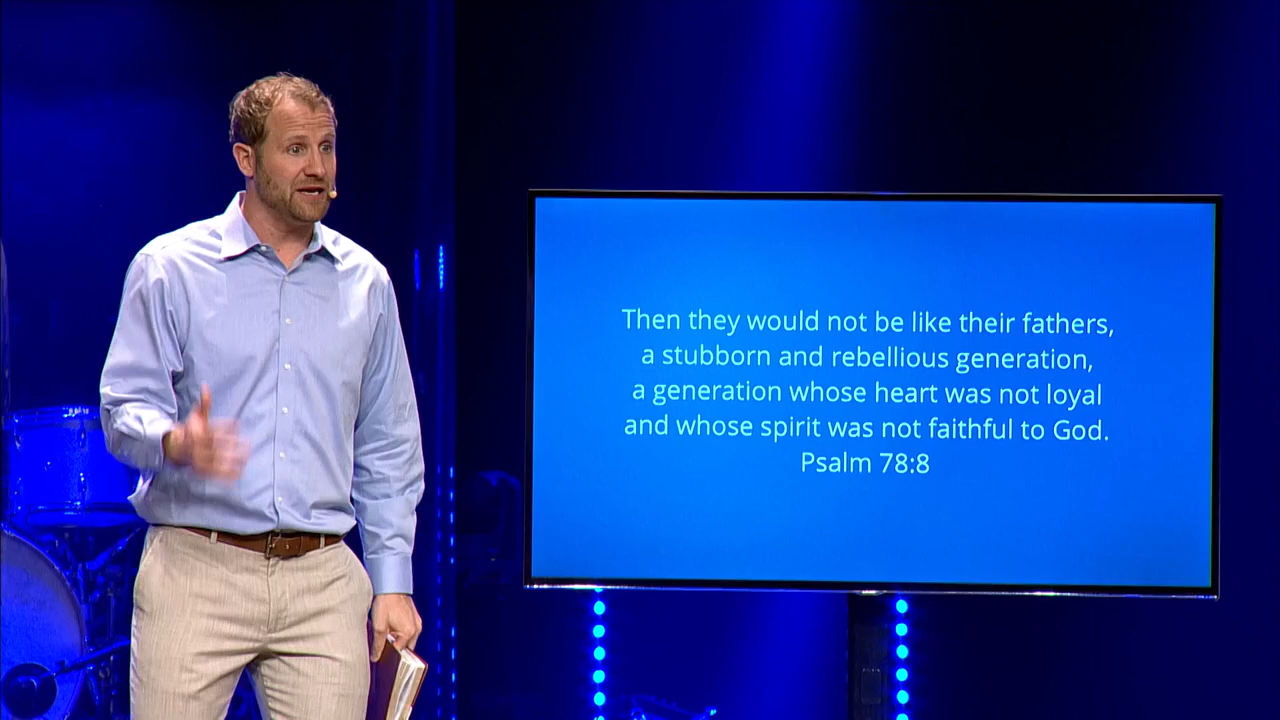 Then they would not be like their fathers,
a stubborn and rebellious generation,
a generation whose heart was not loyal
and whose spirit was not faithful to God.
Psalm 78:8